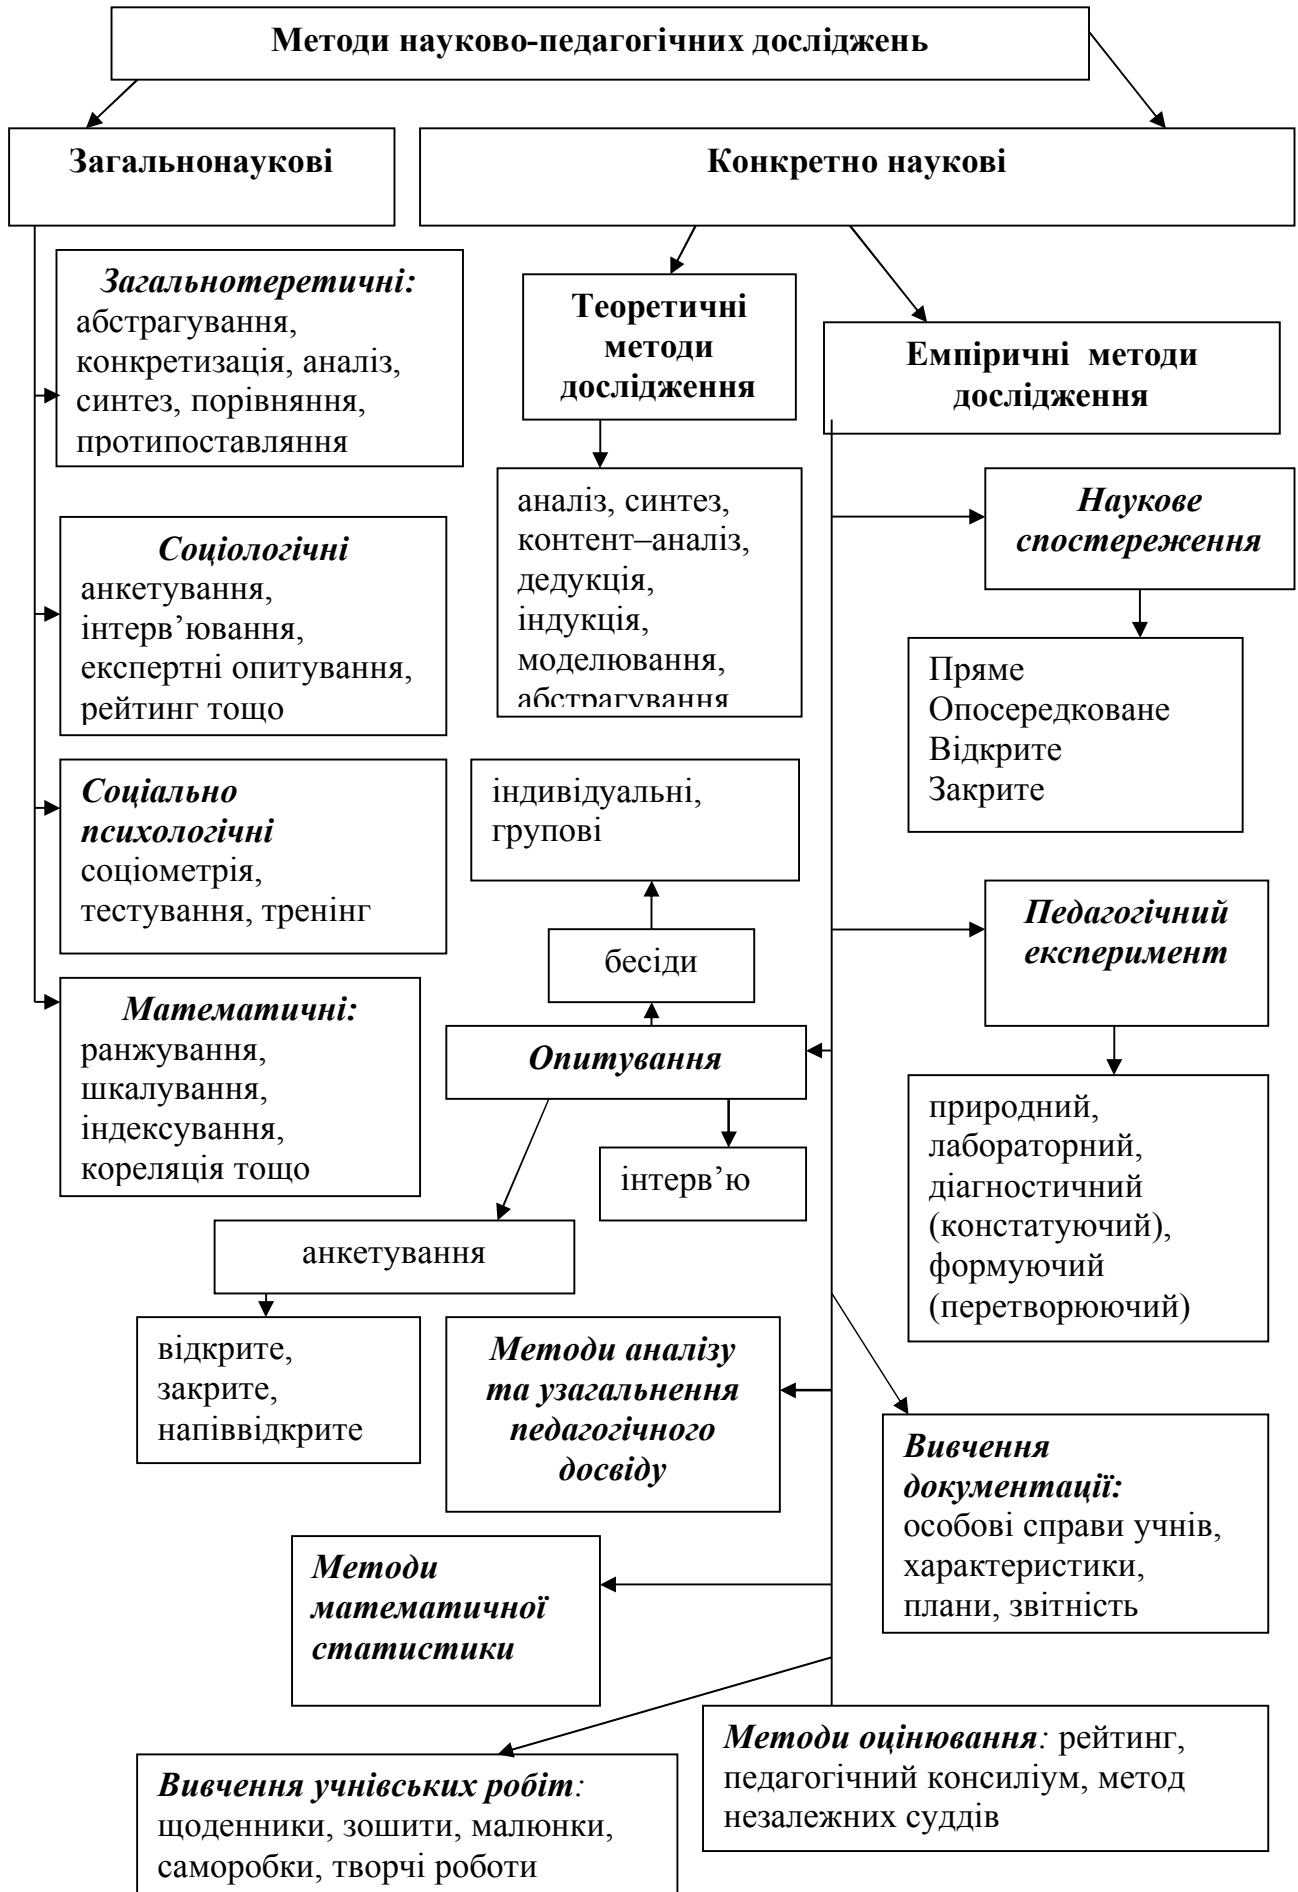 Методи науково-педагогічних досліджень
Загальнонаукові
Конкретно наукові
Загальнотеретичні:
абстрагування,
конкретизація, аналіз,
синтез, порівняння,
протипоставляння
Теоретичні
методи
дослідження
Емпіричні методи
дослідження
аналіз, синтез,
контент–аналіз,
дедукція,
індукція,
моделювання,
абстрагування
Наукове
спостереження
Соціологічні
анкетування,
інтерв’ювання,
експертні опитування,
рейтинг тощо
Пряме
Опосередковане
Відкрите
Закрите
Соціально
психологічні
соціометрія,
тестування, тренінг
індивідуальні,
групові
Педагогічний
експеримент
бесіди
Математичні:
ранжування,
шкалування,
індексування,
кореляція тощо
Опитування
природний,
лабораторний,
діагностичний
(констатуючий),
формуючий
(перетворюючий)
інтерв’ю
анкетування
відкрите,
закрите,
напіввідкрите
Методи аналізу
та узагальнення
педагогічного
досвіду
Вивчення
документації:
особові справи учнів,
характеристики,
плани, звітність
Методи
математичної
статистики
Методи оцінювання: рейтинг,
педагогічний консиліум, метод
незалежних суддів
Вивчення учнівських робіт:
щоденники, зошити, малюнки,
саморобки, творчі роботи